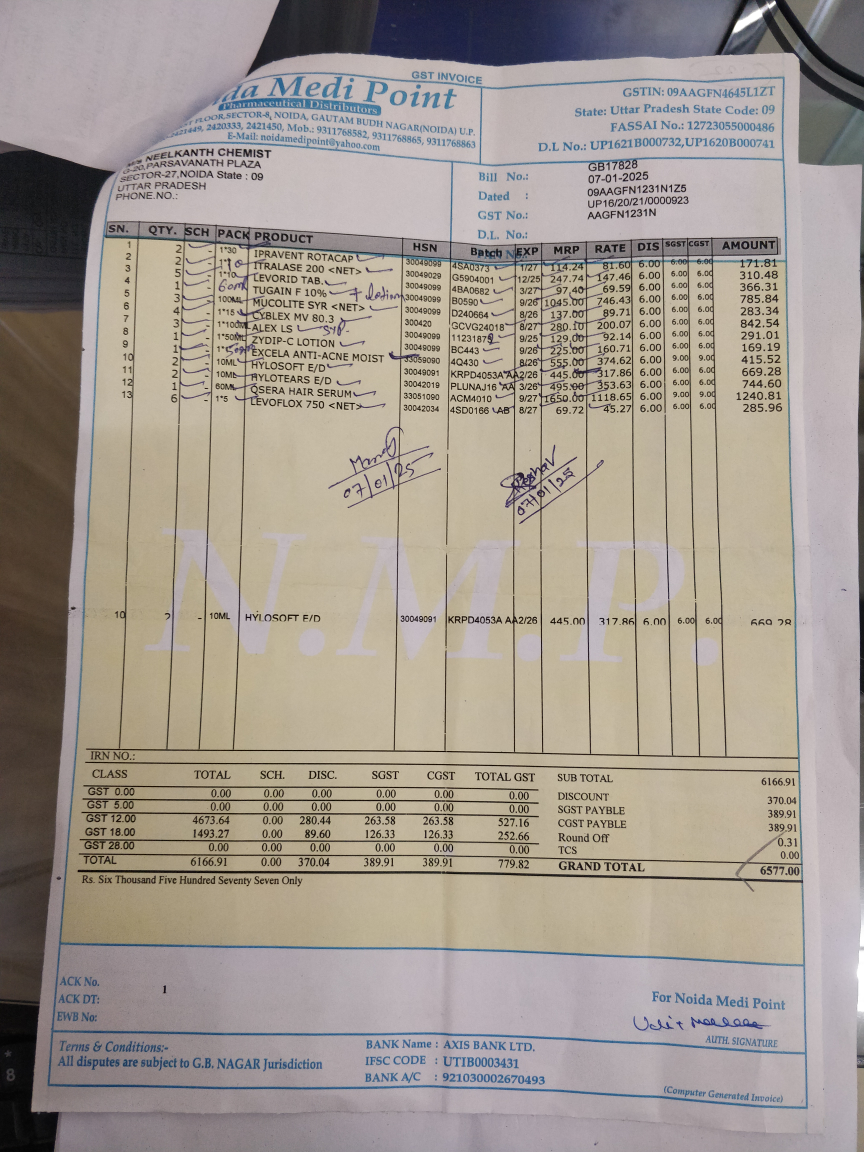 GST INVOICE
Noida Medi Point
Pharmaceutical Distributors
FLOOR,SECTOR-8, NOIDA, GAUTAM BUDH NAGAR(NOIDA) U.P.
2421449, 2420333, 2421450, Mob.: 9311768582, 9311768865, 9311768863
E-Mail: noidamedipoint@yahoo.com
GSTIN: 09AAGFN4645L1ZT
State: Uttar Pradesh State Code: 09
FASSAI No.: 12723055000486
D.L No.: UP1621B000732,UP1620B000741
M/s NEELKANTH CHEMIST
G-20,PARSAVANATH PLAZA
SECTOR-27,NOIDA State : 09
UTTAR PRADESH
PHONE.NO.:
Bill No.: GB17828
Dated : 07-01-2025
GST No.: 09AAGFN1231N1Z5
UP16/20/21/0000923
D.L. No.: AAGFN1231N
SN. QTY. SCH PACK PRODUCT HSN Batch EXP MRP RATE DIS SGST CGST AMOUNT
1 2 - 1*30 IPRAVENT ROTACAP 30049099 4SA0373 1/27 114.24 81.60 6.00 6.00 6.00 171.81
2 2 - 1*10 ITRALASE 200 <NET> G5904001 12/25 247.74 147.46 6.00 6.00 6.00 310.48
3 5 - 1*10 LEVORID TAB. 30049029 4BA0682 3/27 97.40 69.59 6.00 6.00 6.00 366.31
4 1 - 60ml TUGAIN F 10% lotion 30049099 B0590 9/26 1045.00 746.43 6.00 6.00 6.00 785.84
5 3 - 100ML MUCOLITE SYR <NET> 30049099 D240664 8/26 137.00 89.71 6.00 6.00 6.00 283.34
6 4 - 1*15 CYBLEX MV 80.3 300420 GCVG24018 8/27 280.10 200.07 6.00 6.00 6.00 842.54
7 3 - 1*100ML ALEX LS syp. 30049099 9/25 129.00 92.14 6.00 6.00 6.00 291.01
8 1 - 1*50ML ZYDIP-C LOTION 30049099 BC443 9/26 225.00 160.71 6.00 6.00 6.00 169.19
9 1 - 1*50gm EXCELA ANTI-ACNE MOIST 33059090 4Q430 8/26 555.00 374.62 6.00 9.00 9.00 415.52
10 2 - 10ML HYLOSOFT E/D 30049091 KRPD4053A AA2/26 445.00 317.86 6.00 6.00 6.00 669.28
11 2 - 10ML HYLOTEARS E/D 30042019 PLUNAJ16 AA 3/26 495.00 353.63 6.00 6.00 6.00 744.60
12 1 - 60ML QSERA HAIR SERUM 33051090 ACM4010 9/27 1650.00 1118.65 6.00 9.00 9.00 1240.81
13 6 - 1*5 LEVOFLOX 750 <NET> 30042034 4SD0166 AB 8/27 69.72 45.27 6.00 6.00 6.00 285.96
07/01/25
07/01/25
N.M.P.
10 2 - 10ML HYLOSOFT E/D 30049091 KRPD4053A AA2/26 445.00 317.86 6.00 6.00 6.00 669.28
IRN NO.:
CLASS TOTAL SCH. DISC. SGST CGST TOTAL GST
GST 0.00 0.00 0.00 0.00 0.00 0.00 0.00
GST 5.00 0.00 0.00 0.00 0.00 0.00 0.00
GST 12.00 4673.64 0.00 280.44 263.58 263.58 527.16
GST 18.00 1493.27 0.00 89.60 126.33 126.33 252.66
GST 28.00 0.00 0.00 0.00 0.00 0.00 0.00
TOTAL 6166.91 0.00 370.04 389.91 389.91 779.82
SUB TOTAL 6166.91
DISCOUNT 370.04
SGST PAYBLE 389.91
CGST PAYBLE 389.91
Round Off 0.31
TCS 0.00
GRAND TOTAL 6577.00
Rs. Six Thousand Five Hundred Seventy Seven Only
ACK No.
ACK DT: 1
EWB No:
For Noida Medi Point
AUTH. SIGNATURE
Terms & Conditions:-
All disputes are subject to G.B. NAGAR Jurisdiction
BANK Name : AXIS BANK LTD.
IFSC CODE : UTIB0003431
BANK A/C : 921030002670493
(Computer Generated Invoice)